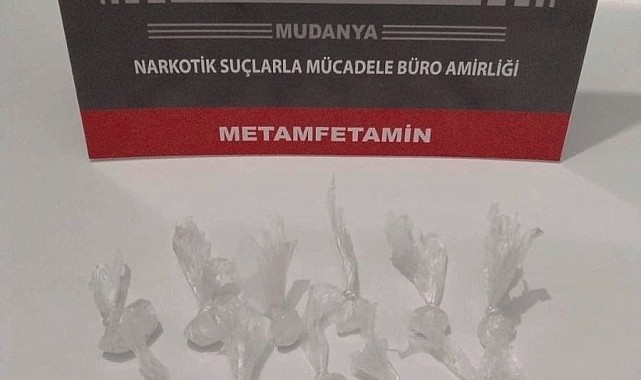 MUDANYA
NARKOTİK SUÇLARLA MÜCADELE BÜRO AMİRLİĞİ
METAMFETAMİN